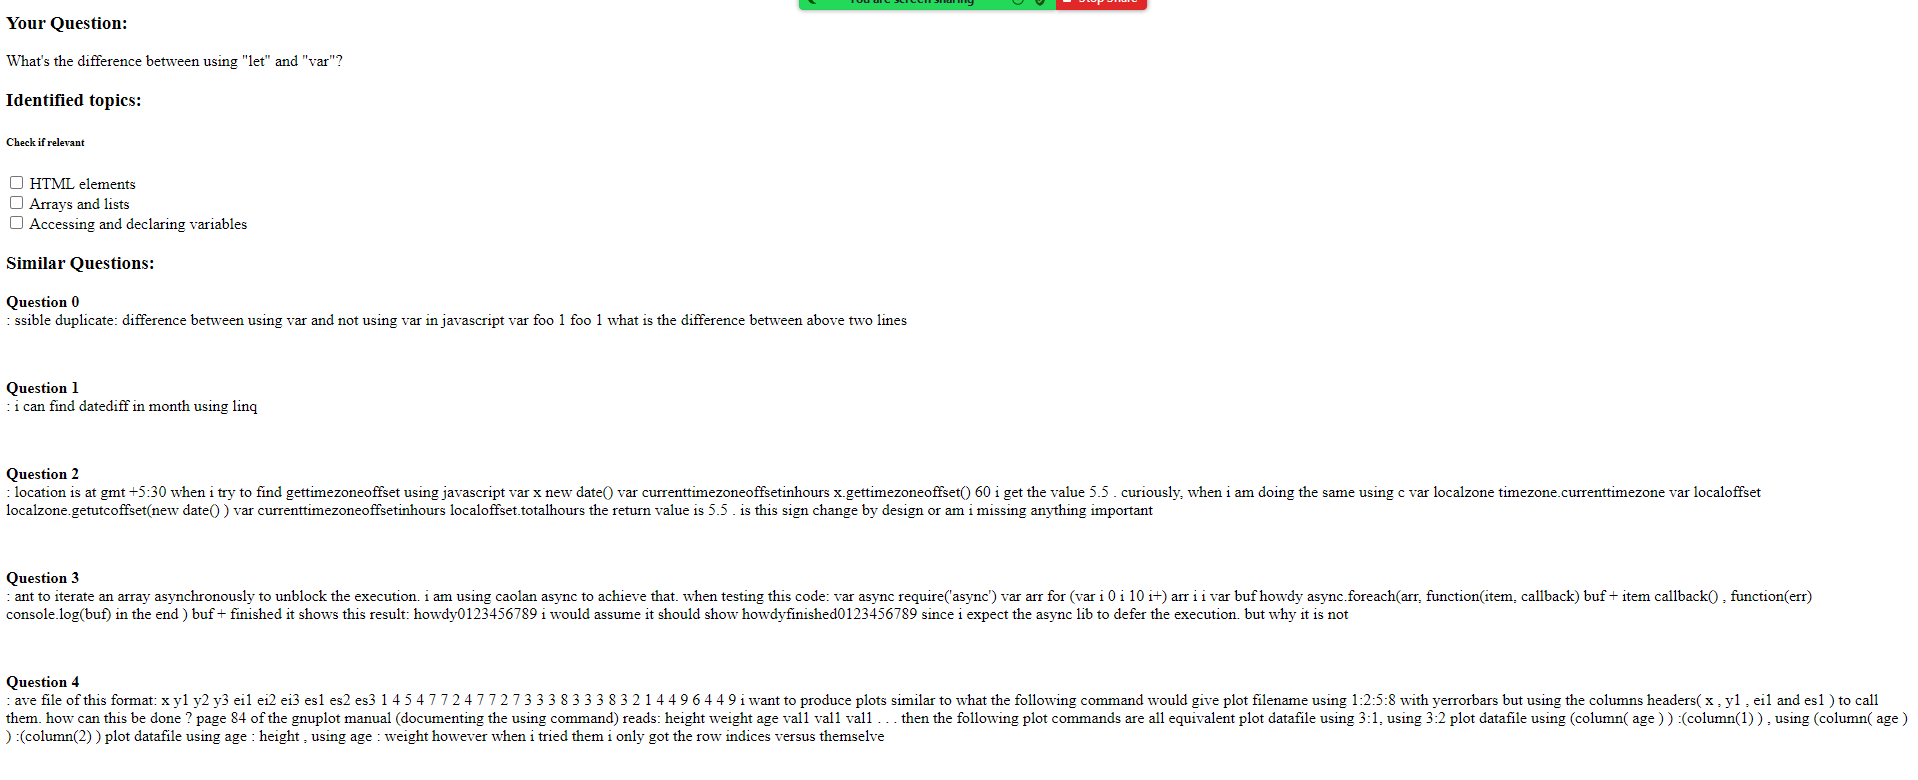 You are screen sharing
Stop Share
Your Question:
What's the difference between using "let" and "var"?
Identified topics:
Check if relevant
HTML elements
Arrays and lists
Accessing and declaring variables
Similar Questions:
Question 0
: ssible duplicate: difference between using var and not using var in javascript var foo 1 foo 1 what is the difference between above two lines
Question 1
: i can find datediff in month using linq
Question 2
: location is at gmt +5:30 when i try to find gettimezoneoffset using javascript var x new date() var currenttimezoneoffsetinhours x.gettimezoneoffset() 60 i get the value 5.5 . curiously, when i am doing the same using c var localzone timezone.currenttimezone var localoffset
localzone.getutcoffset(new date() ) var currenttimezoneoffsetinhours localoffset.totalhours the return value is 5.5 . is this sign change by design or am i missing anything important
Question 3
: ant to iterate an array asynchronously to unblock the execution. i am using caolan async to achieve that. when testing this code: var async require('async') var arr for (var i 0 i 10 i+) arr i i var buf howdy async.foreach(arr, function(item, callback) buf + item callback() , function(err)
console.log(buf) in the end ) buf + finished it shows this result: howdy0123456789 i would assume it should show howdyfinished0123456789 since i expect the async lib to defer the execution. but why it is not
Question 4
: ave file of this format: x y1 y2 y3 ei1 ei2 ei3 es1 es2 es3 1 4 5 4 7 7 2 4 7 7 2 7 3 3 3 8 3 3 3 8 3 2 1 4 4 9 6 4 4 9 i want to produce plots similar to what the following command would give plot filename using 1:2:5:8 with yerrorbars but using the columns headers( x , y1 , ei1 and es1 ) to call
them. how can this be done ? page 84 of the gnuplot manual (documenting the using command) reads: height weight age val1 val1 val1 . . . then the following plot commands are all equivalent plot datafile using 3:1, using 3:2 plot datafile using (column( age ) ) :(column(1) ) , using (column( age )
) :(column(2) ) plot datafile using age : height , using age : weight however when i tried them i only got the row indices versus themselve